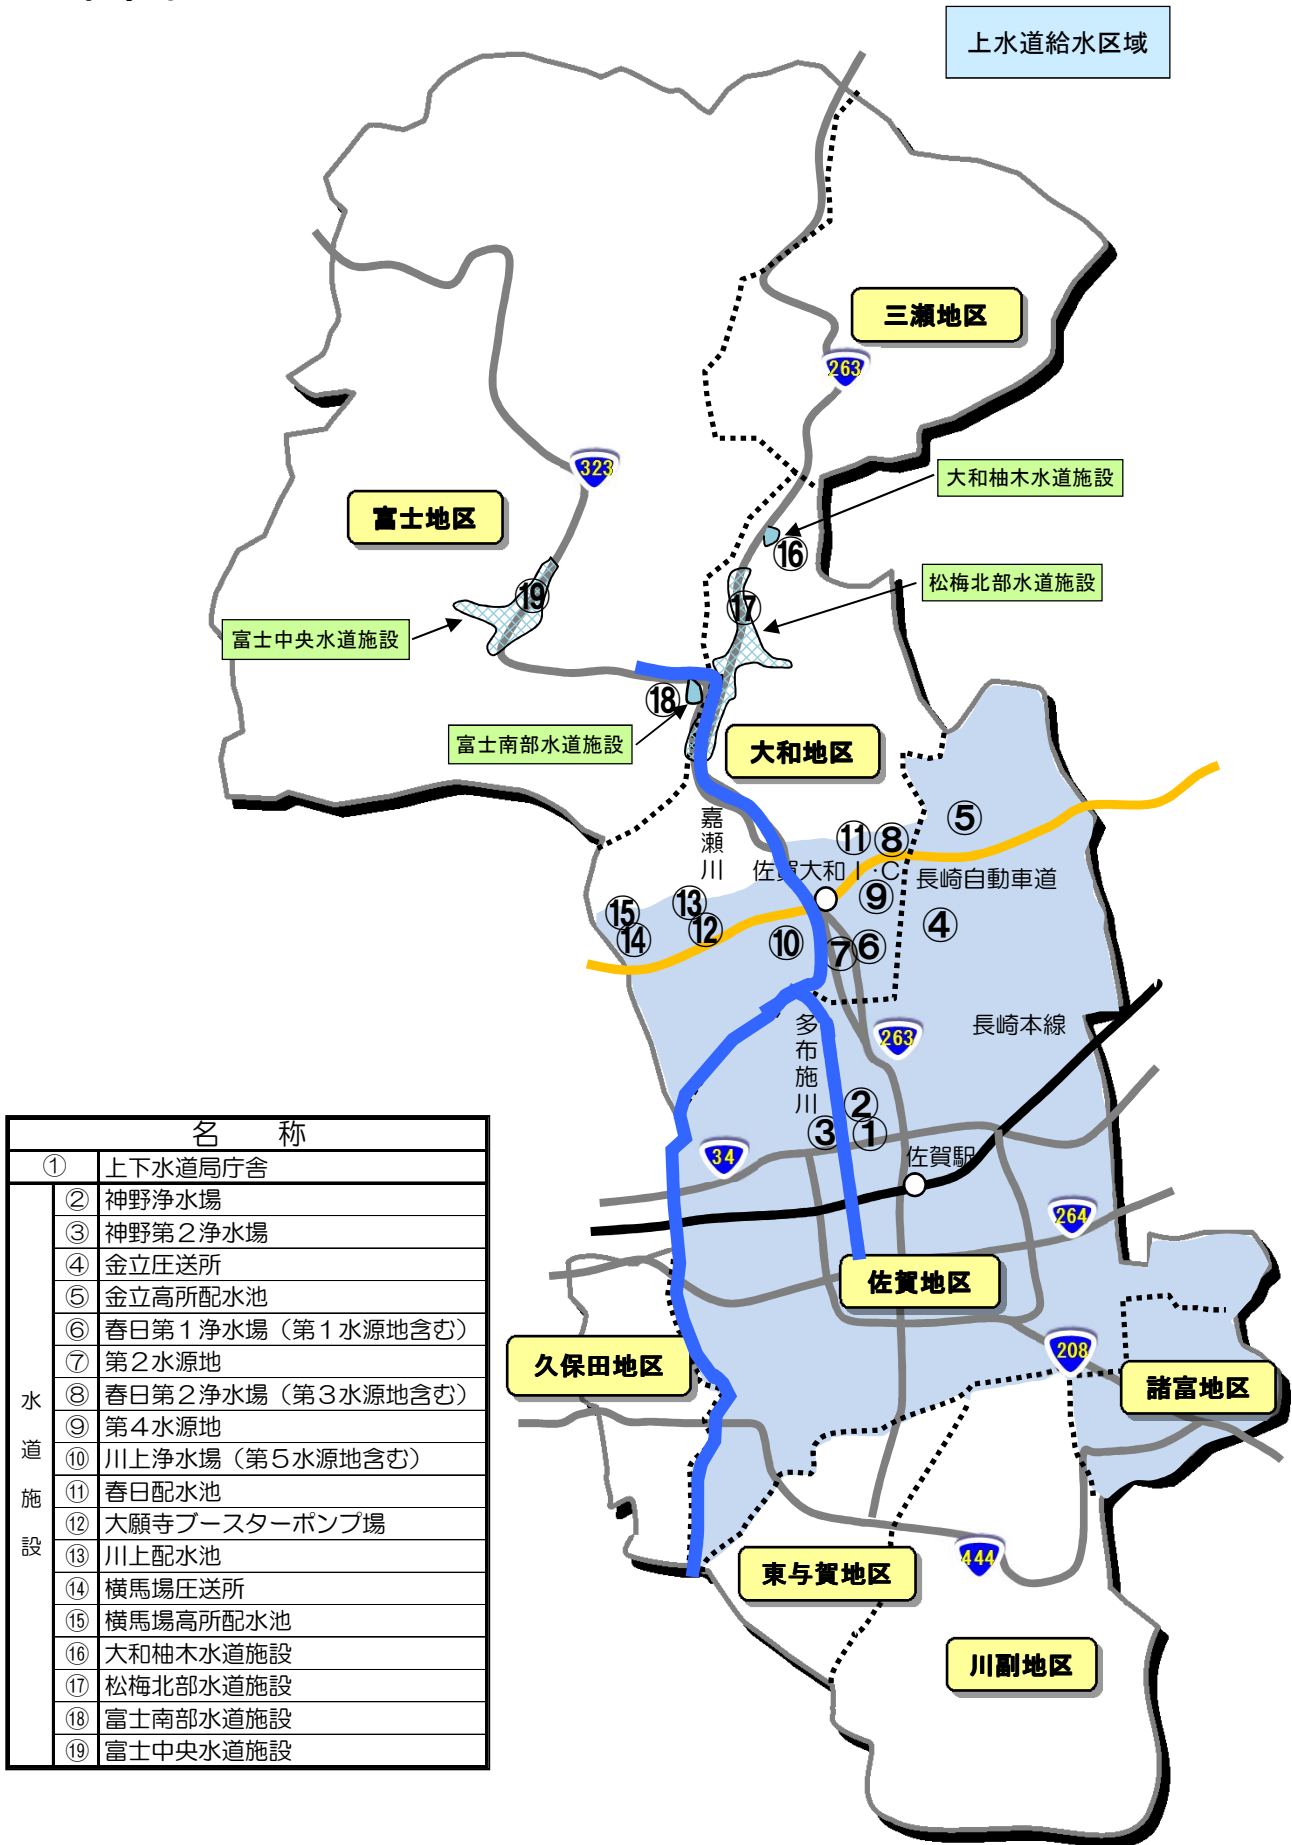 上水道給水区域
三瀬地区
263
323
大和柚木水道施設
富士地区
⑯
松梅北部水道施設
⑲
⑰
富士中央水道施設
⑱
富士南部水道施設
大和地区
嘉瀬川
⑤
⑪
⑧
佐賀大和I・C
長崎自動車道
⑨
⑬
⑮
⑫
④
⑭
⑩
⑦
⑥
多布施川
263
長崎本線
②
③
①
34
佐賀駅
264
佐賀地区
久保田地区
208
諸富地区
東与賀地区
444
川副地区
名 称
① 上下水道局庁舎
水道施設
② 神野浄水場
③ 神野第2浄水場
④ 金立圧送所
⑤ 金立高所配水池
⑥ 春日第1浄水場（第1水源地含む）
⑦ 第2水源地
⑧ 春日第2浄水場（第3水源地含む）
⑨ 第4水源地
⑩ 川上浄水場（第5水源地含む）
⑪ 春日配水池
⑫ 大願寺ブースターポンプ場
⑬ 川上配水池
⑭ 横馬場圧送所
⑮ 横馬場高所配水池
⑯ 大和柚木水道施設
⑰ 松梅北部水道施設
⑱ 富士南部水道施設
⑲ 富士中央水道施設